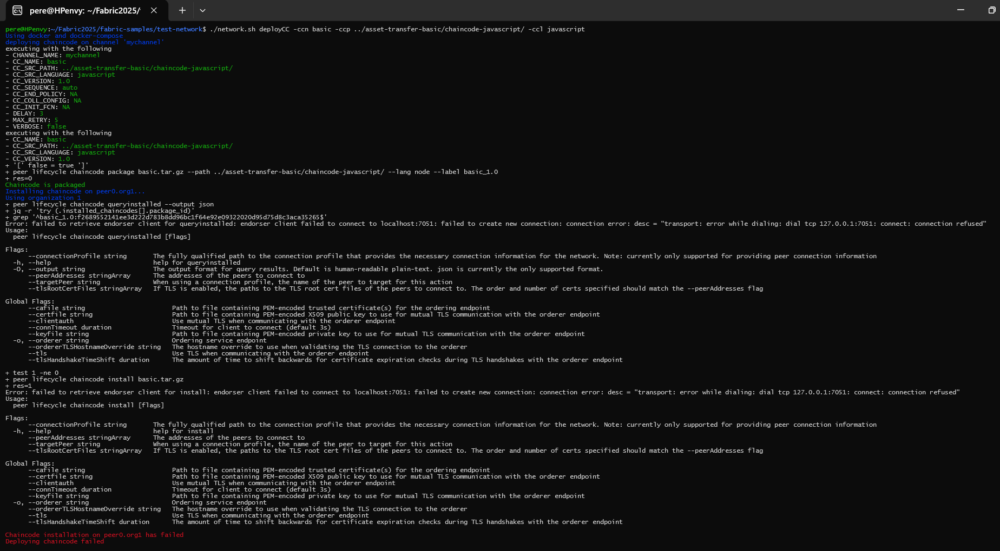 pere@HPenvy: ~/Fabric2025/
pere@HPenvy:~/Fabric2025/fabric-samples/test-network$ ./network.sh deployCC -ccn basic -ccp ../asset-transfer-basic/chaincode-javascript/ -ccl javascript
Using docker and docker-compose
deploying chaincode on channel 'mychannel'
executing with the following
- CHANNEL_NAME: mychannel
- CC_NAME: basic
- CC_SRC_PATH: ../asset-transfer-basic/chaincode-javascript/
- CC_SRC_LANGUAGE: javascript
- CC_VERSION: 1.0
- CC_SEQUENCE: auto
- CC_END_POLICY: NA
- CC_COLL_CONFIG: NA
- CC_INIT_FCN: NA
- DELAY: 3
- MAX_RETRY: 5
- VERBOSE: false
executing with the following
- CC_NAME: basic
- CC_SRC_PATH: ../asset-transfer-basic/chaincode-javascript/
- CC_SRC_LANGUAGE: javascript
- CC_VERSION: 1.0
+ '[' false = true ']'
+ peer lifecycle chaincode package basic.tar.gz --path ../asset-transfer-basic/chaincode-javascript/ --lang node --label basic_1.0
+ res=0
Chaincode is packaged
Installing chaincode on peer0.org1...
Using organization 1
+ peer lifecycle chaincode queryinstalled --output json
+ jq -r 'try (.installed_chaincodes[].package_id)'
+ grep '^basic_1.0:f2689552141ee3d222d783b8dd96bc1f64e92e09322020d95d75d8c3aca35265$'
Error: failed to retrieve endorser client for queryinstalled: endorser client failed to connect to localhost:7051: failed to create new connection: connection error: desc = "transport: error while dialing: dial tcp 127.0.0.1:7051: connect: connection refused"
Usage:
  peer lifecycle chaincode queryinstalled [flags]

Flags:
      --connectionProfile string       The fully qualified path to the connection profile that provides the necessary connection information for the network. Note: currently only supported for providing peer connection information
  -h, --help                           help for queryinstalled
  -O, --output string                  The output format for query results. Default is human-readable plain-text. json is currently the only supported format.
      --peerAddresses stringArray      The addresses of the peers to connect to
      --targetPeer string              When using a connection profile, the name of the peer to target for this action
      --tlsRootCertFiles stringArray   If TLS is enabled, the paths to the TLS root cert files of the peers to connect to. The order and number of certs specified should match the --peerAddresses flag

Global Flags:
      --cafile string                       Path to file containing PEM-encoded trusted certificate(s) for the ordering endpoint
      --certfile string                     Path to file containing PEM-encoded X509 public key to use for mutual TLS communication with the orderer endpoint
      --clientauth                          Use mutual TLS when communicating with the orderer endpoint
      --connTimeout duration                Timeout for client to connect (default 3s)
      --keyfile string                      Path to file containing PEM-encoded private key to use for mutual TLS communication with the orderer endpoint
  -o, --orderer string                      Ordering service endpoint
      --ordererTLSHostnameOverride string   The hostname override to use when validating the TLS connection to the orderer
      --tls                                 Use TLS when communicating with the orderer endpoint
      --tlsHandshakeTimeShift duration      The amount of time to shift backwards for certificate expiration checks during TLS handshakes with the orderer endpoint

+ test 1 -ne 0
+ peer lifecycle chaincode install basic.tar.gz
+ res=1
Error: failed to retrieve endorser client for install: endorser client failed to connect to localhost:7051: failed to create new connection: connection error: desc = "transport: error while dialing: dial tcp 127.0.0.1:7051: connect: connection refused"
Usage:
  peer lifecycle chaincode install [flags]

Flags:
      --connectionProfile string       The fully qualified path to the connection profile that provides the necessary connection information for the network. Note: currently only supported for providing peer connection information
  -h, --help                           help for install
      --peerAddresses stringArray      The addresses of the peers to connect to
      --targetPeer string              When using a connection profile, the name of the peer to target for this action
      --tlsRootCertFiles stringArray   If TLS is enabled, the paths to the TLS root cert files of the peers to connect to. The order and number of certs specified should match the --peerAddresses flag

Global Flags:
      --cafile string                       Path to file containing PEM-encoded trusted certificate(s) for the ordering endpoint
      --certfile string                     Path to file containing PEM-encoded X509 public key to use for mutual TLS communication with the orderer endpoint
      --clientauth                          Use mutual TLS when communicating with the orderer endpoint
      --connTimeout duration                Timeout for client to connect (default 3s)
      --keyfile string                      Path to file containing PEM-encoded private key to use for mutual TLS communication with the orderer endpoint
  -o, --orderer string                      Ordering service endpoint
      --ordererTLSHostnameOverride string   The hostname override to use when validating the TLS connection to the orderer
      --tls                                 Use TLS when communicating with the orderer endpoint
      --tlsHandshakeTimeShift duration      The amount of time to shift backwards for certificate expiration checks during TLS handshakes with the orderer endpoint

Chaincode installation on peer0.org1 has failed
Deploying chaincode failed